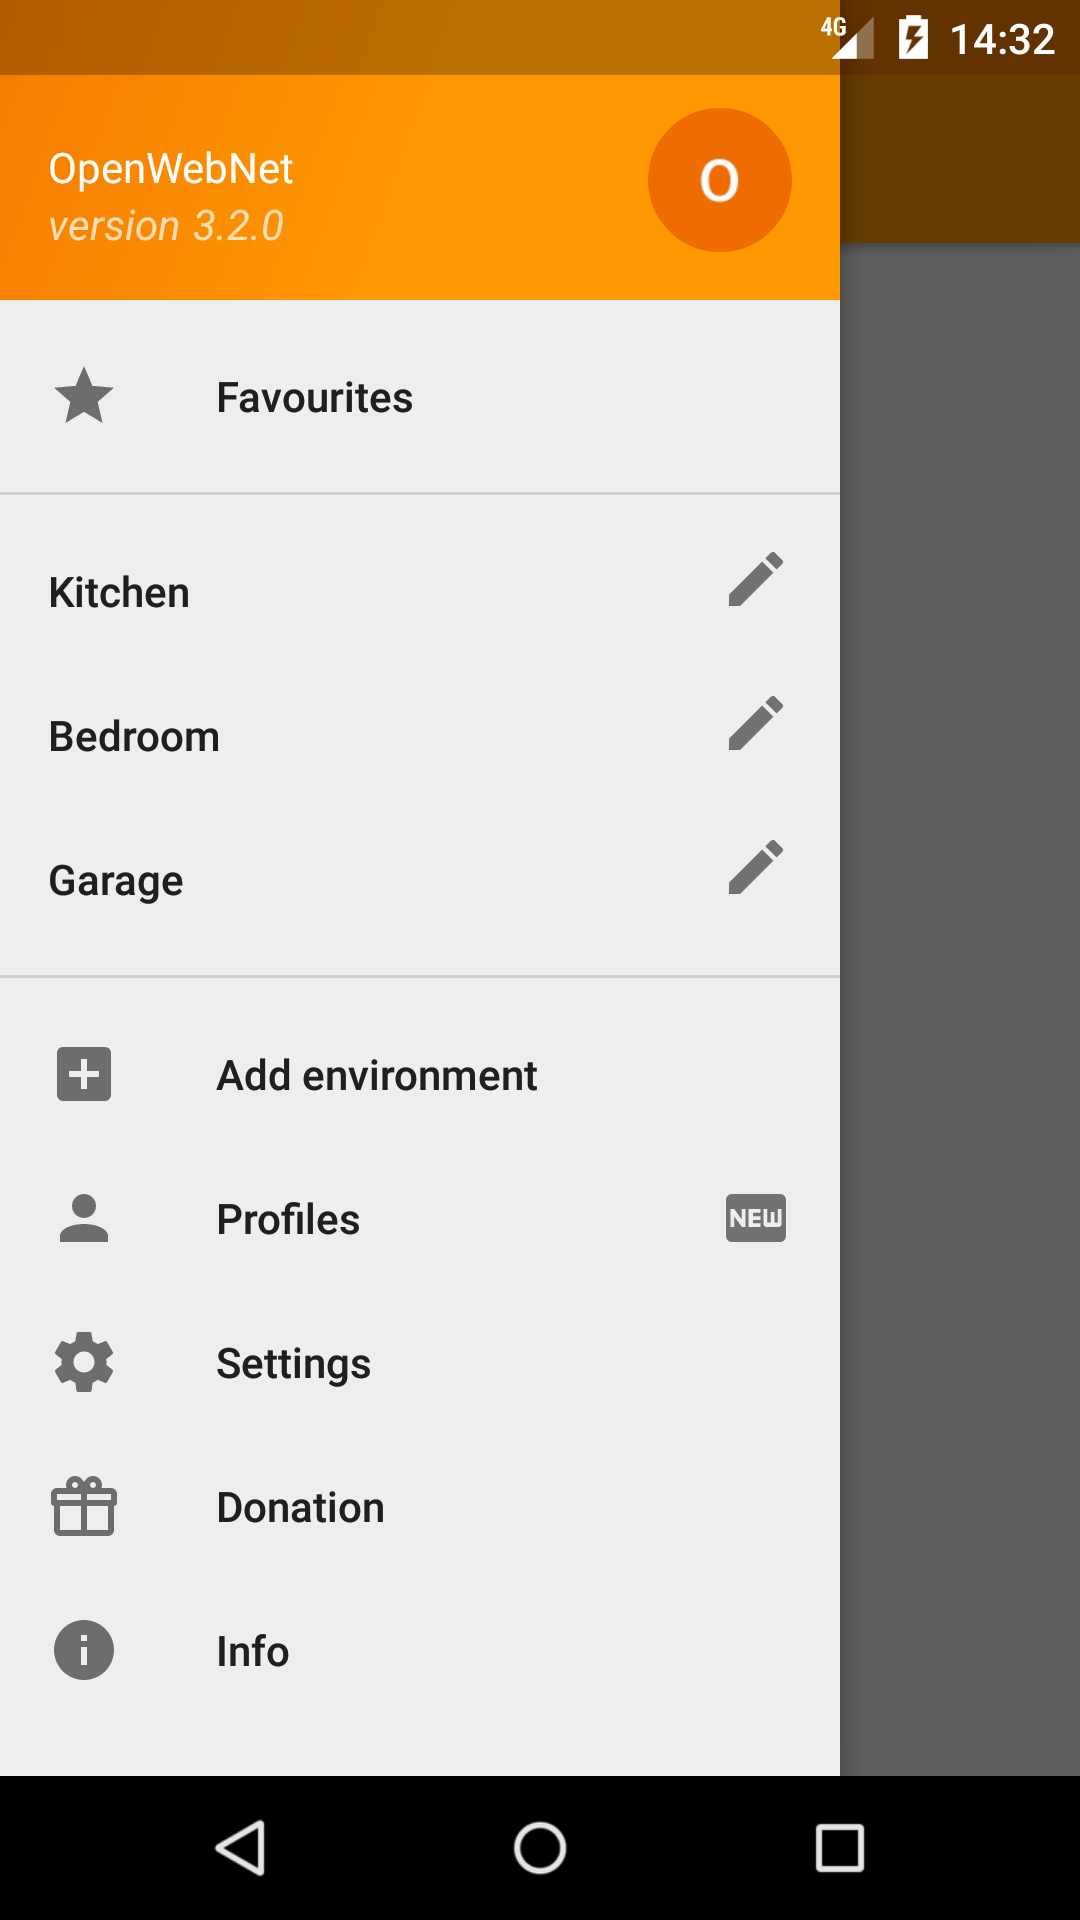 4G 14:32
OpenWebNet
O
version 3.2.0
Favourites
Kitchen
Bedroom
Garage
Add environment
Profiles NEW
Settings
Donation
Info